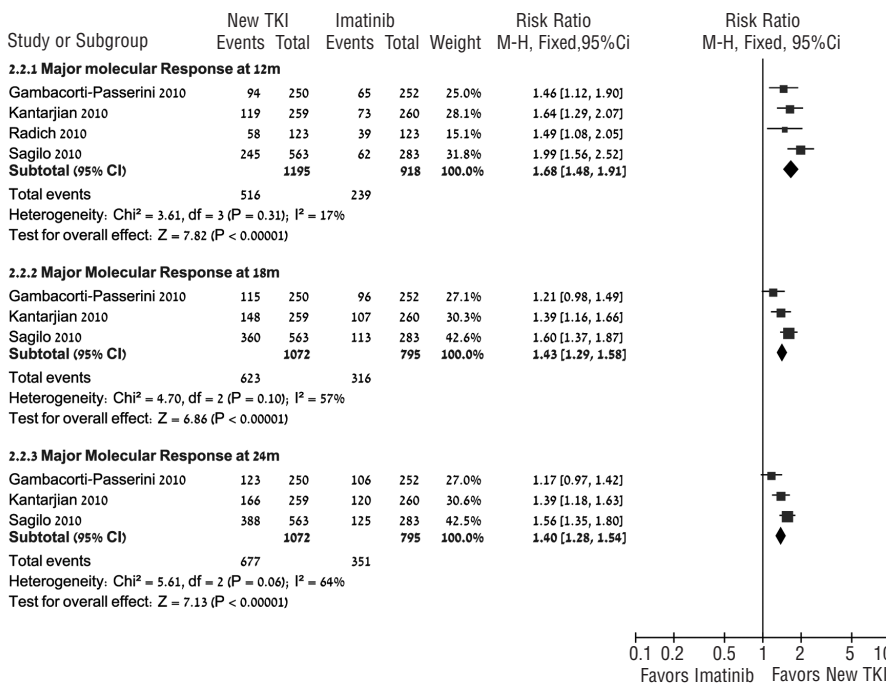 New TKI Imatinib Risk Ratio Risk Ratio
Study or Subgroup Events Total Events Total Weight M-H, Fixed,95%Ci M-H, Fixed, 95%Ci
2.2.1 Major molecular Response at 12m
Gambacorti-Passerini 2010 94 250 65 252 25.0% 1.46 [1.12, 1.90]
Kantarjian 2010 119 259 73 260 28.1% 1.64 [1.29, 2.07]
Radich 2010 58 123 39 123 15.1% 1.49 [1.08, 2.05]
Sagilo 2010 245 563 62 283 31.8% 1.99 [1.56, 2.52]
Subtotal (95% CI) 1195 918 100.0% 1.68 [1.48, 1.91]
Total events 516 239
Heterogeneity: Chi² = 3.61, df = 3 (P = 0.31); I² = 17%
Test for overall effect: Z = 7.82 (P < 0.00001)
2.2.2 Major Molecular Response at 18m
Gambacorti-Passerini 2010 115 250 96 252 27.1% 1.21 [0.98, 1.49]
Kantarjian 2010 148 259 107 260 30.3% 1.39 [1.16, 1.66]
Sagilo 2010 360 563 113 283 42.6% 1.60 [1.37, 1.87]
Subtotal (95% CI) 1072 795 100.0% 1.43 [1.29, 1.58]
Total events 623 316
Heterogeneity: Chi² = 4.70, df = 2 (P = 0.10); I² = 57%
Test for overall effect: Z = 6.86 (P < 0.00001)
2.2.3 Major Molecular Response at 24m
Gambacorti-Passerini 2010 123 250 106 252 27.0% 1.17 [0.97, 1.42]
Kantarjian 2010 166 259 120 260 30.6% 1.39 [1.18, 1.63]
Sagilo 2010 388 563 125 283 42.5% 1.56 [1.35, 1.80]
Subtotal (95% CI) 1072 795 100.0% 1.40 [1.28, 1.54]
Total events 677 351
Heterogeneity: Chi² = 5.61, df = 2 (P = 0.06); I² = 64%
Test for overall effect: Z = 7.13 (P < 0.00001)
0.1 0.2 0.5 1 2 5 10
Favors Imatinib Favors New TKI